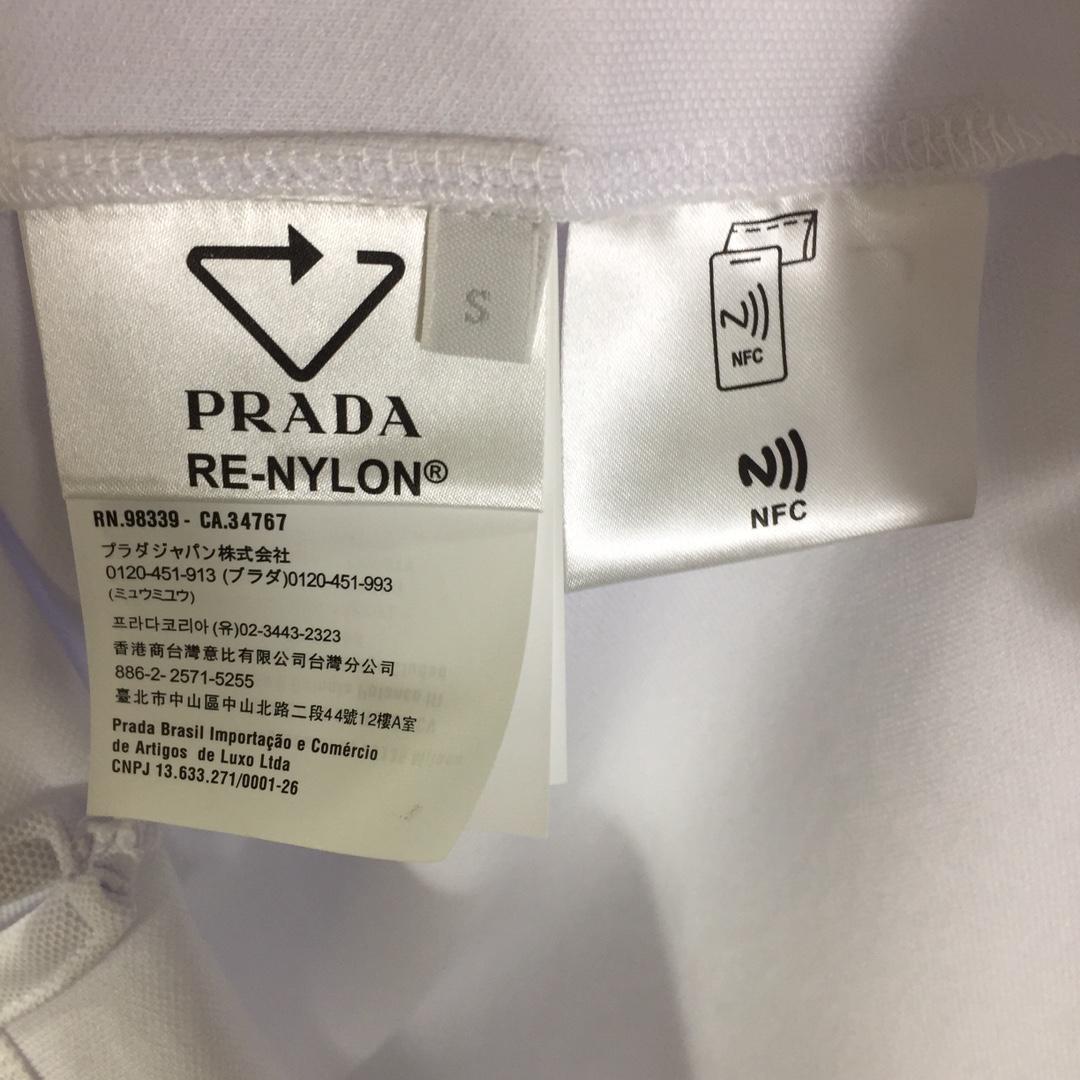 PRADA
RE-NYLON®
S
RN.98339 - CA.34767
プラダジャパン株式会社
0120-451-913 (プラダ)0120-451-993
(ミュウミュウ)
프라다코리아(유)02-3443-2323
香港商台灣意比有限公司台灣分公司
886-2- 2571-5255
臺北市中山區中山北路二段44號12樓A室
Prada Brasil Importação e Comércio
de Artigos de Luxo Ltda
CNPJ 13.633.271/0001-26
NFC
NFC